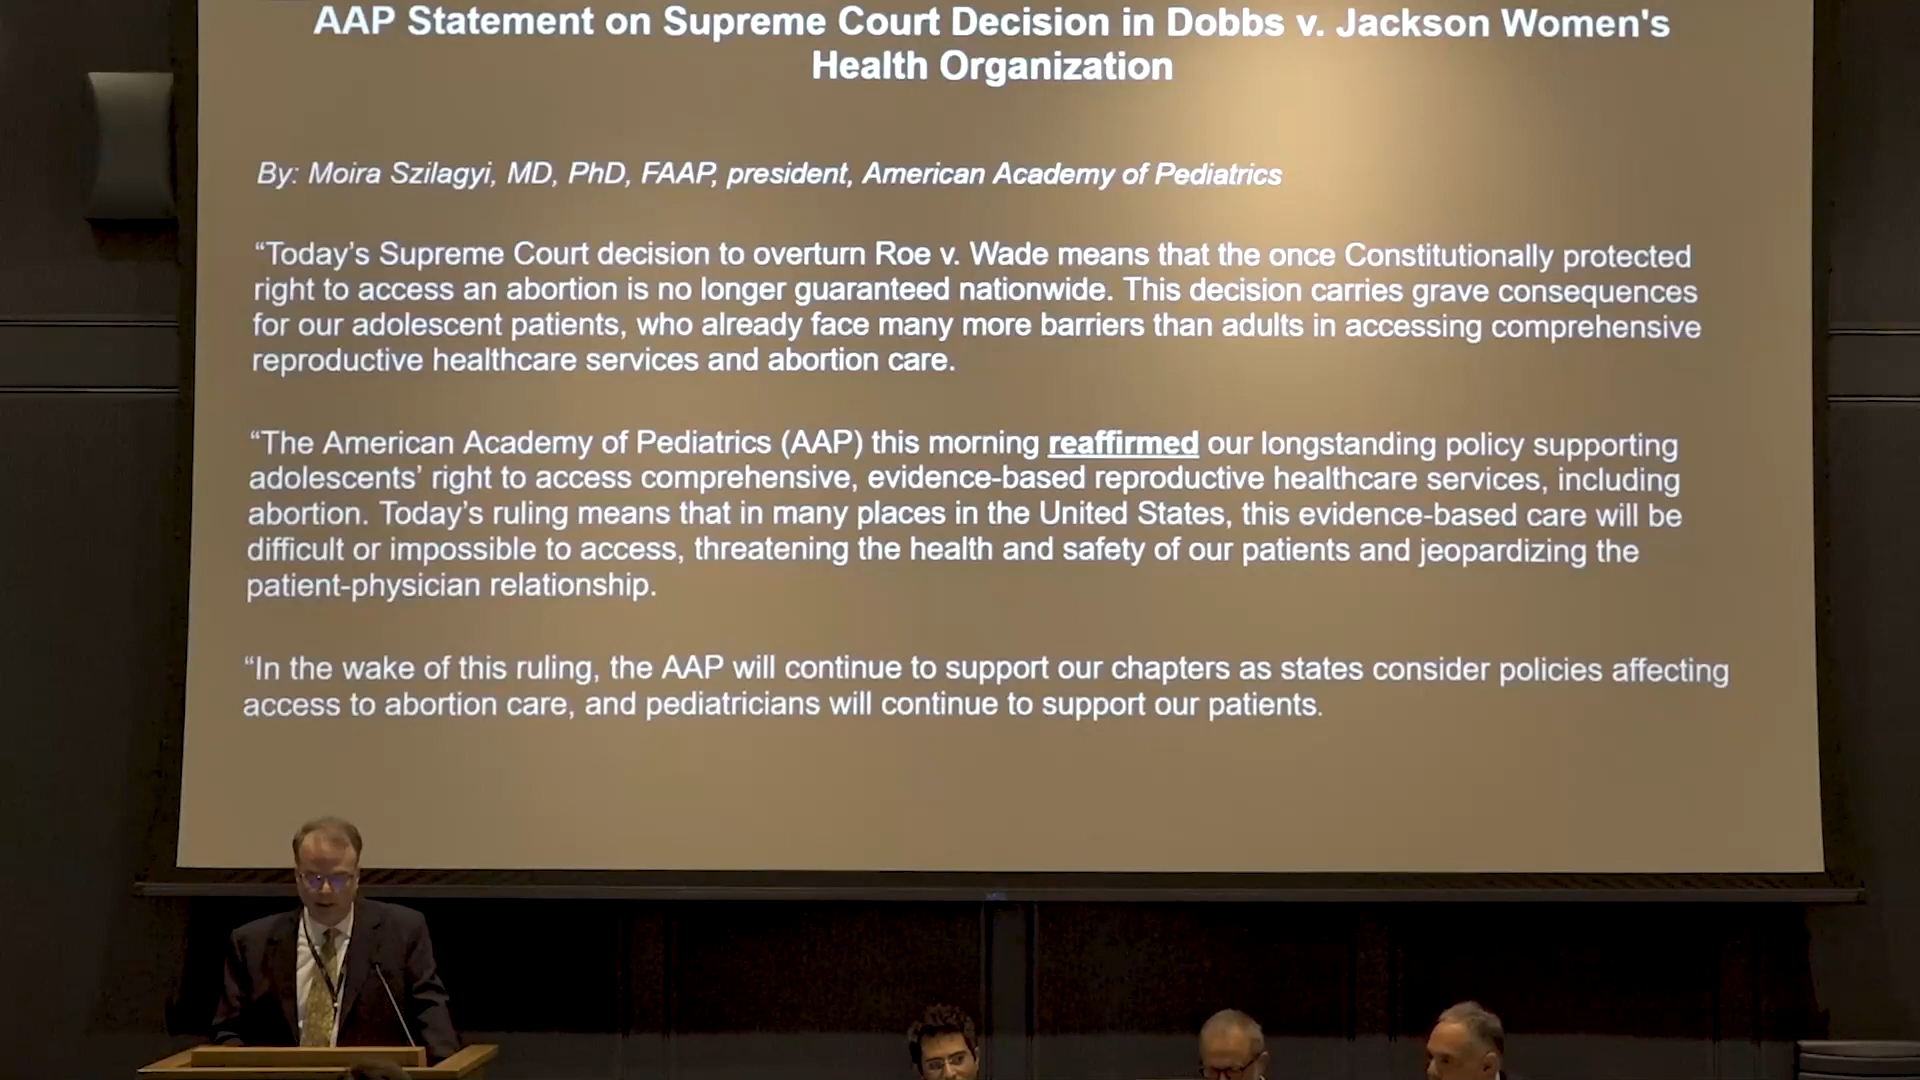 AAP Statement on Supreme Court Decision in Dobbs v. Jackson Women's
Health Organization
By: Moira Szilagyi, MD, PhD, FAAP, president, American Academy of Pediatrics
“Today’s Supreme Court decision to overturn Roe v. Wade means that the once Constitutionally protected
right to access an abortion is no longer guaranteed nationwide. This decision carries grave consequences
for our adolescent patients, who already face many more barriers than adults in accessing comprehensive
reproductive healthcare services and abortion care.
“The American Academy of Pediatrics (AAP) this morning reaffirmed our longstanding policy supporting
adolescents’ right to access comprehensive, evidence-based reproductive healthcare services, including
abortion. Today’s ruling means that in many places in the United States, this evidence-based care will be
difficult or impossible to access, threatening the health and safety of our patients and jeopardizing the
patient-physician relationship.
“In the wake of this ruling, the AAP will continue to support our chapters as states consider policies affecting
access to abortion care, and pediatricians will continue to support our patients.